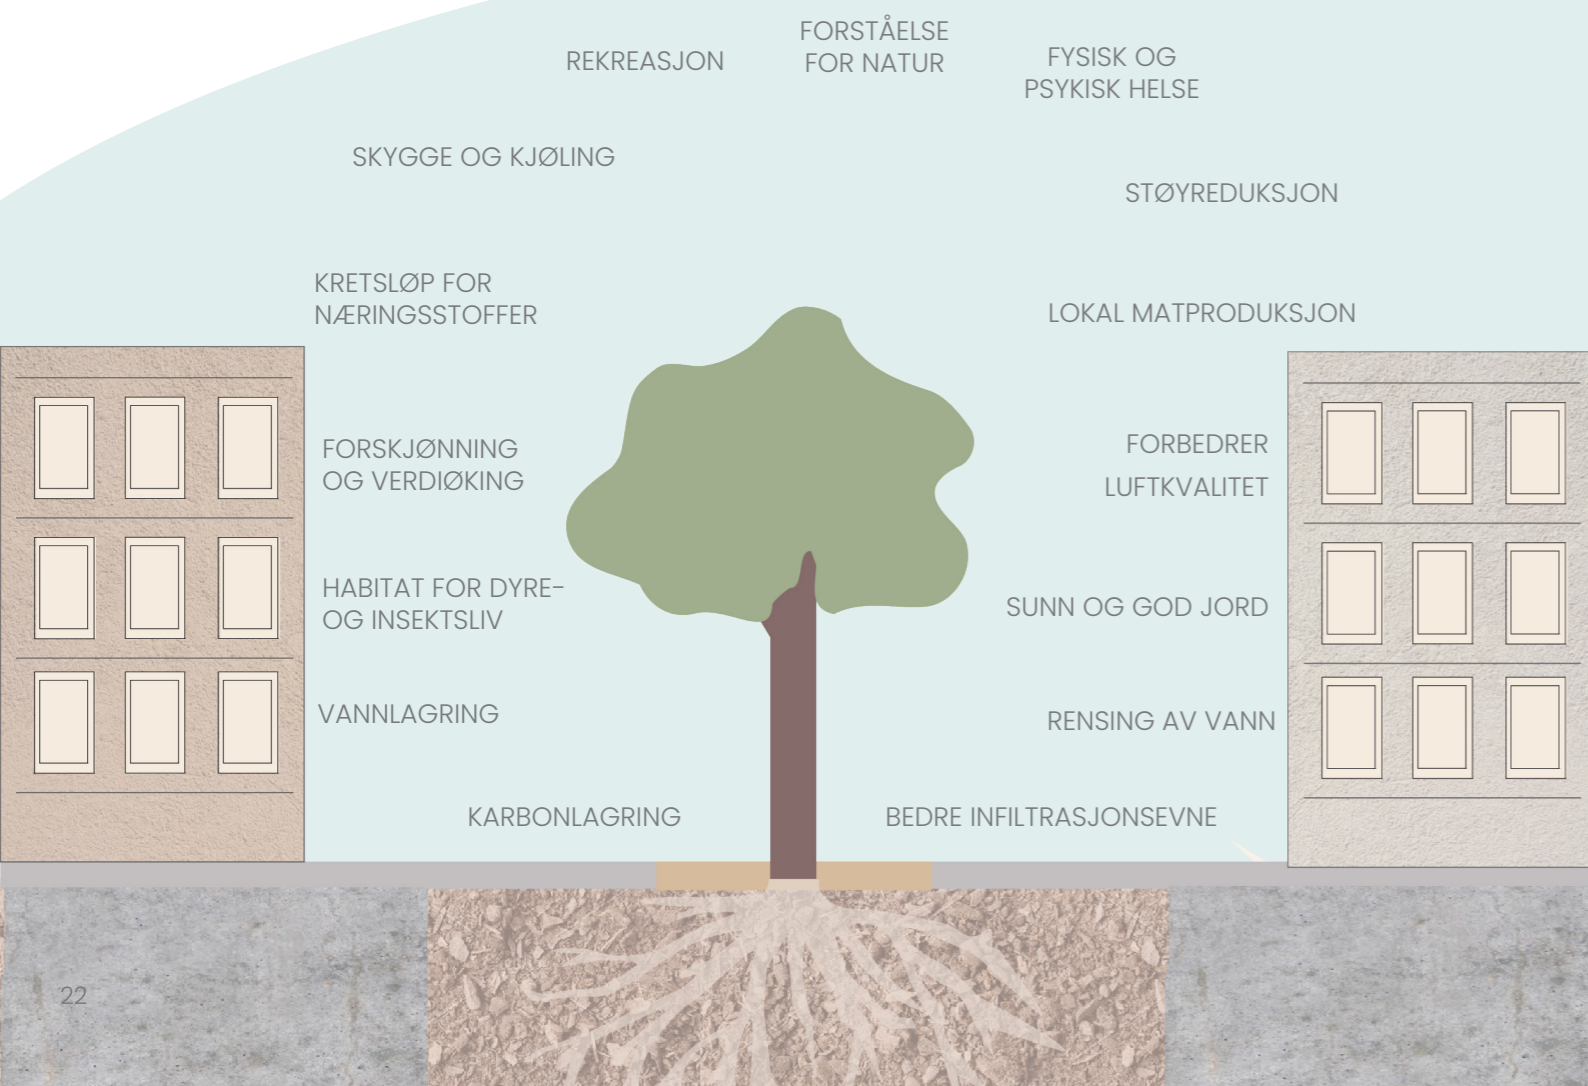 FORSTÅELSE
FOR NATUR
REKREASJON
FYSISK OG
PSYKISK HELSE
SKYGGE OG KJØLING
STØYREDUKSJON
KRETSLØP FOR
NÆRINGSSTOFFER
LOKAL MATPRODUKSJON
FORSKJØNNING
OG VERDIØKING
FORBEDRER
LUFTKVALITET
HABITAT FOR DYRE-
OG INSEKTSLIV
SUNN OG GOD JORD
VANNLAGRING
RENSING AV VANN
KARBONLAGRING
BEDRE INFILTRASJONSEVNE
22